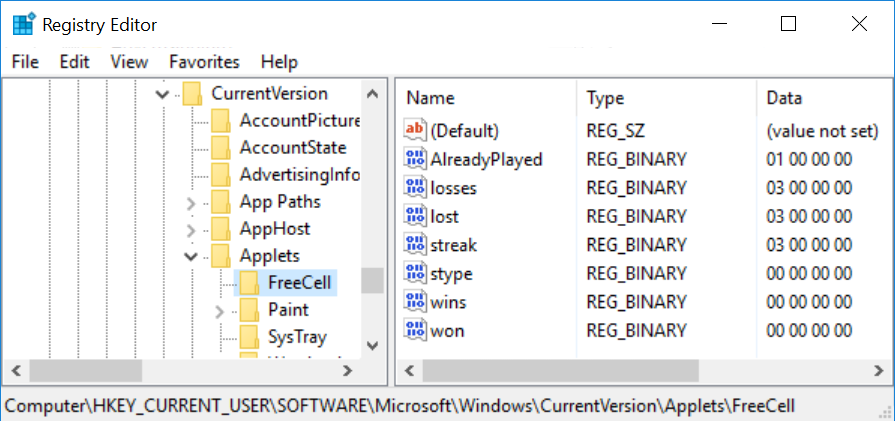 Registry Editor
File Edit View Favorites Help
CurrentVersion
AccountPicture
AccountState
AdvertisingInfo
App Paths
AppHost
Applets
FreeCell
Paint
SysTray
Name Type Data
(Default) REG_SZ (value not set)
AlreadyPlayed REG_BINARY 01 00 00 00
losses REG_BINARY 03 00 00 00
lost REG_BINARY 03 00 00 00
streak REG_BINARY 03 00 00 00
stype REG_BINARY 00 00 00 00
wins REG_BINARY 00 00 00 00
won REG_BINARY 00 00 00 00
Computer\HKEY_CURRENT_USER\SOFTWARE\Microsoft\Windows\CurrentVersion\Applets\FreeCell